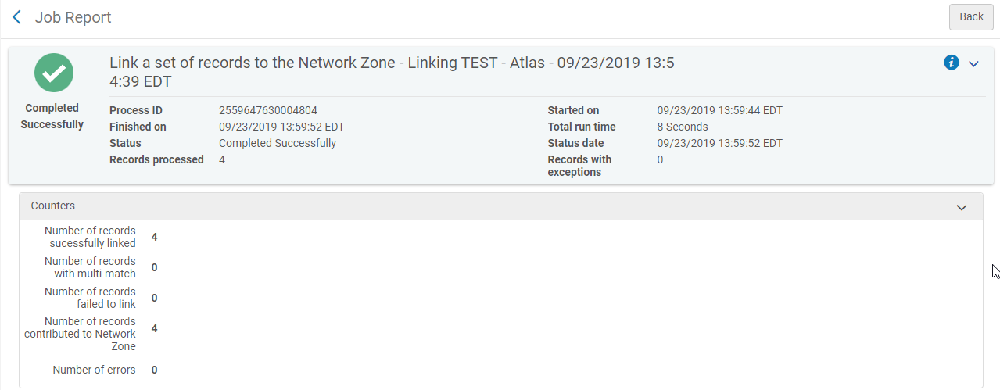 Job Report
Back
Link a set of records to the Network Zone - Linking TEST - Atlas - 09/23/2019 13:5
4:39 EDT
Completed
Successfully
Process ID 2559647630004804
Started on 09/23/2019 13:59:44 EDT
Finished on 09/23/2019 13:59:52 EDT
Total run time 8 Seconds
Status Completed Successfully
Status date 09/23/2019 13:59:52 EDT
Records processed 4
Records with
exceptions 0
Counters
Number of records
sucessfully linked 4
Number of records
with multi-match 0
Number of records
failed to link 0
Number of records
contributed to Network
Zone 4
Number of errors 0